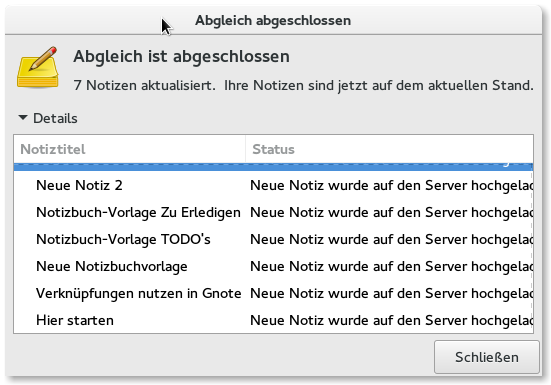 Abgleich abgeschlossen
Abgleich ist abgeschlossen
7 Notizen aktualisiert.  Ihre Notizen sind jetzt auf dem aktuellen Stand.
Details
Notiztitel Status
Neue Notiz 2 Neue Notiz wurde auf den Server hochgelad
Notizbuch-Vorlage Zu Erledigen Neue Notiz wurde auf den Server hochgelad
Notizbuch-Vorlage TODO's Neue Notiz wurde auf den Server hochgelad
Neue Notizbuchvorlage Neue Notiz wurde auf den Server hochgelad
Verknüpfungen nutzen in Gnote Neue Notiz wurde auf den Server hochgelad
Hier starten Neue Notiz wurde auf den Server hochgelad
Schließen